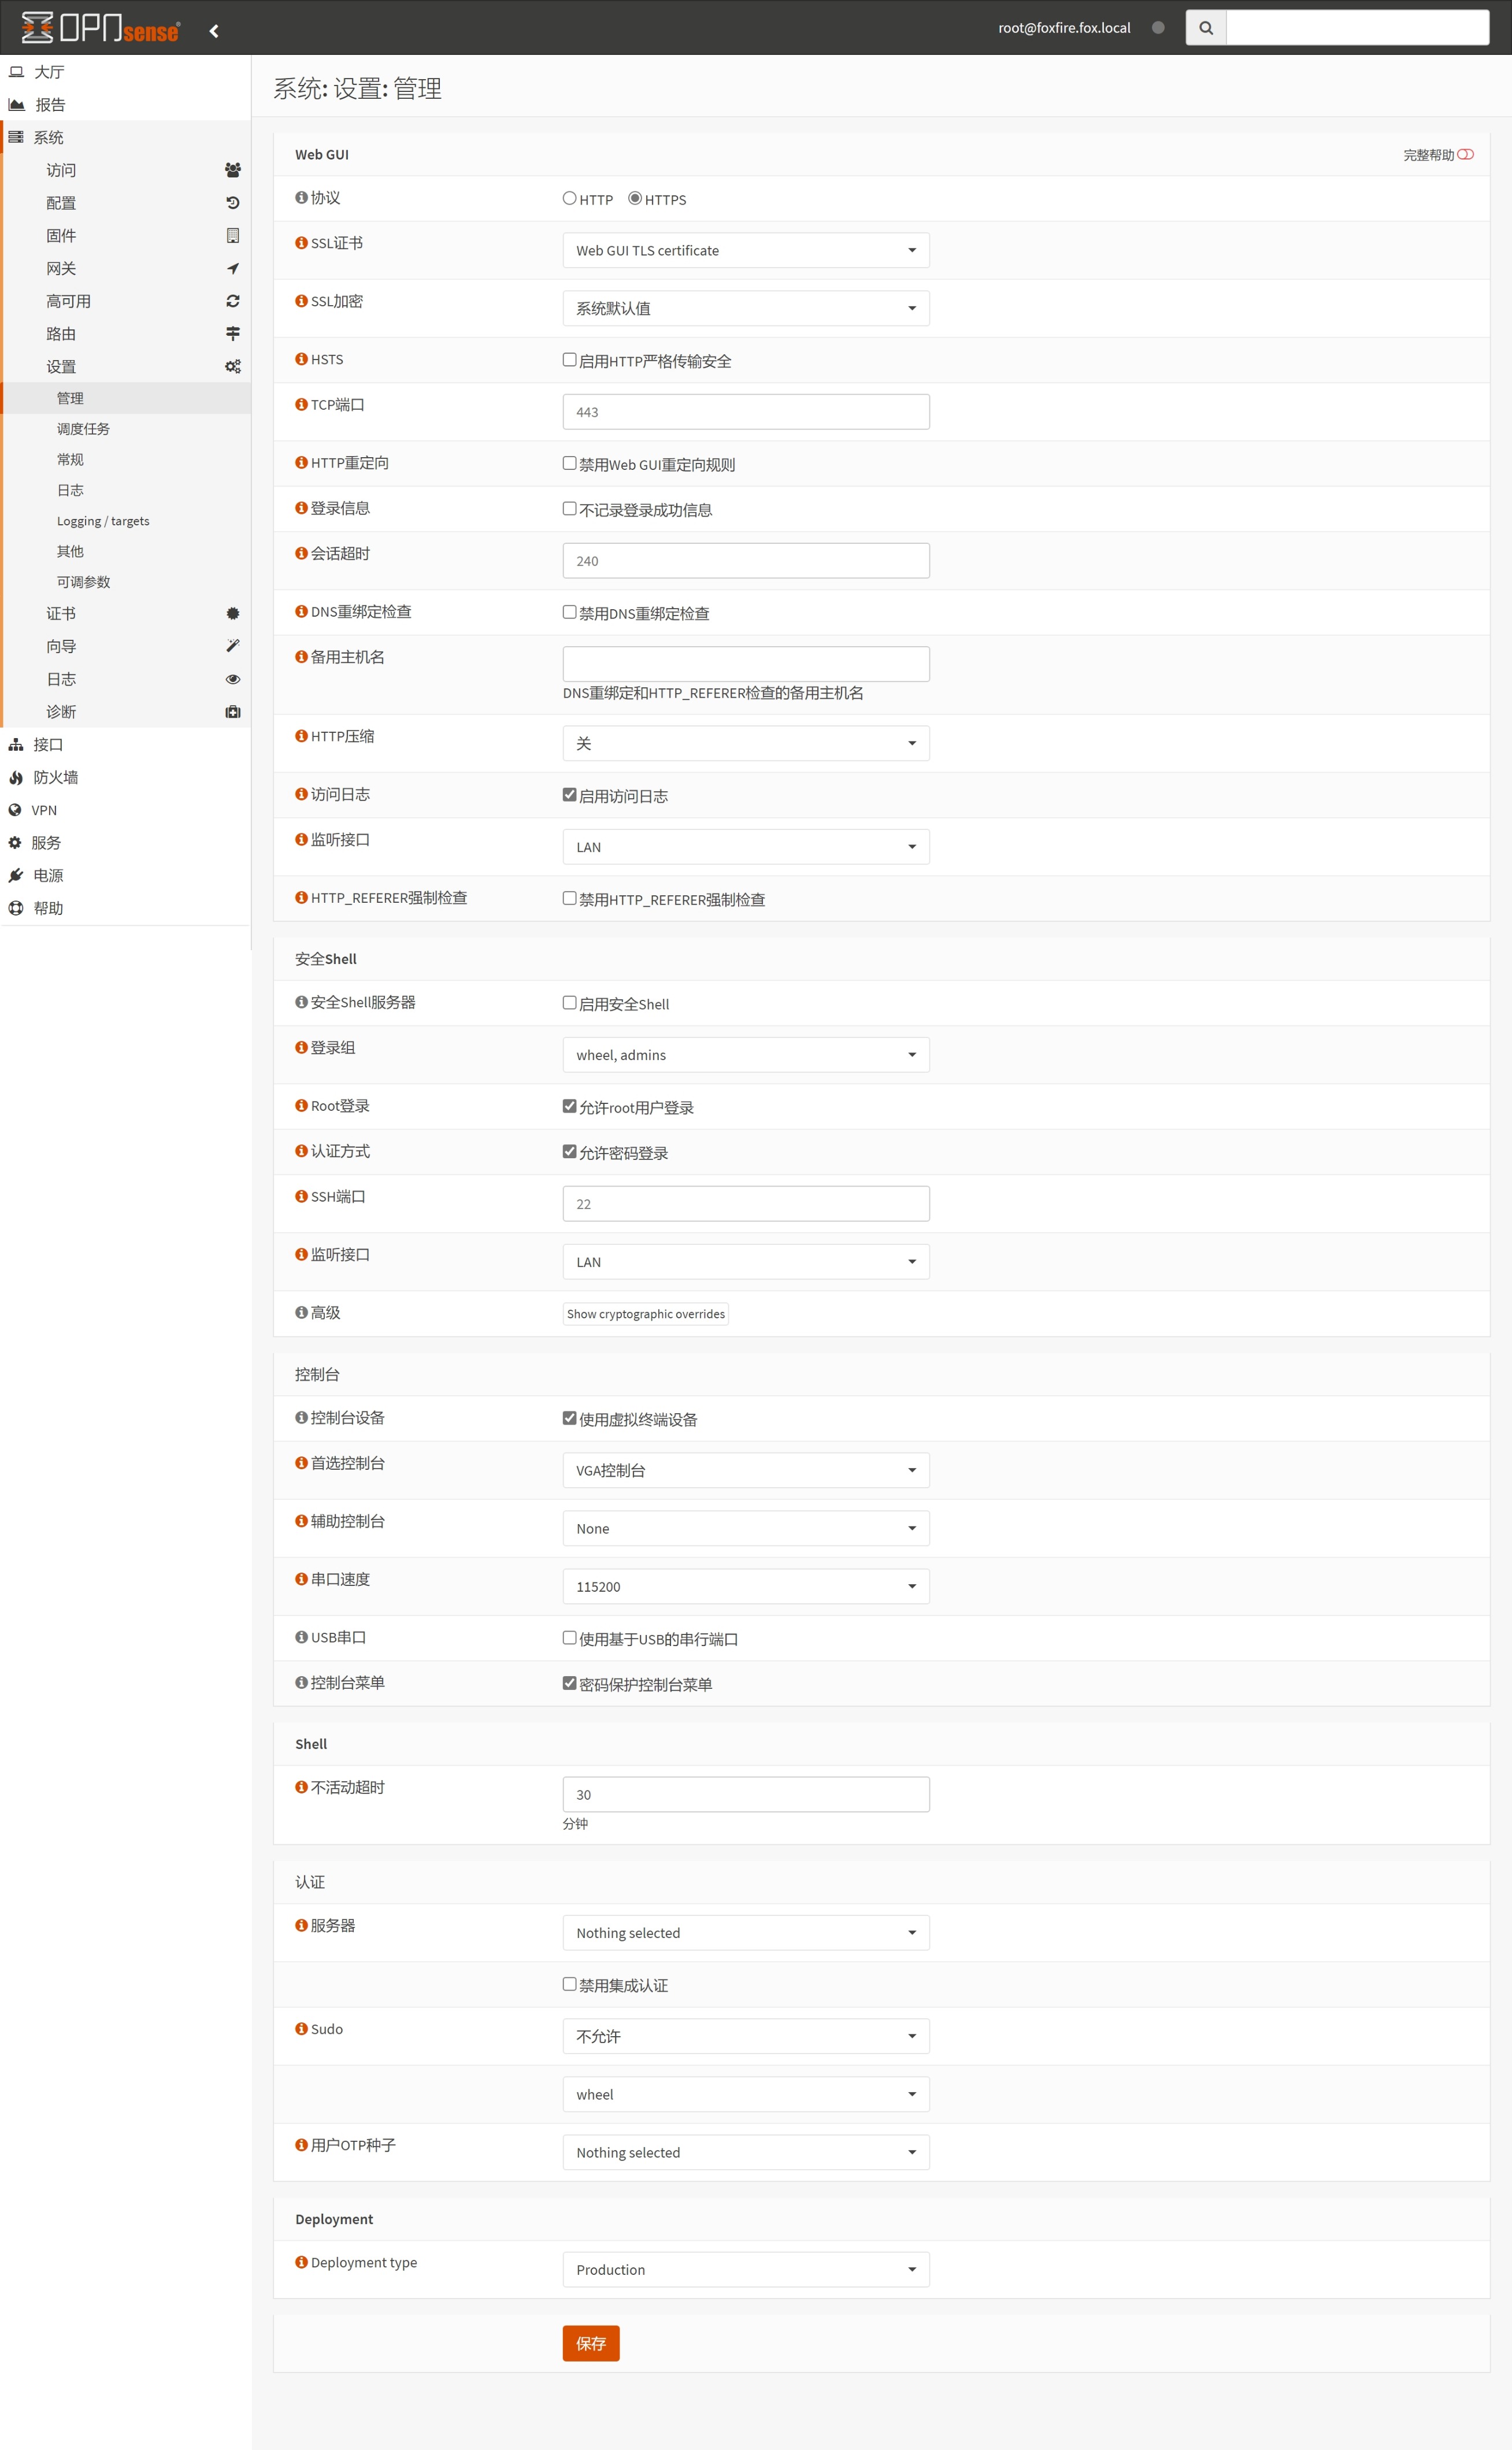 OPNsense
root@foxfire.fox.local
大厅
报告
系统
访问
配置
固件
网关
高可用
路由
设置
管理
调度任务
常规
日志
Logging / targets
其他
可调参数
证书
向导
日志
诊断
接口
防火墙
VPN
服务
电源
帮助
系统: 设置: 管理
Web GUI 完整帮助
协议 HTTP HTTPS
SSL证书 Web GUI TLS certificate
SSL加密 系统默认值
HSTS 启用HTTP严格传输安全
TCP端口 443
HTTP重定向 禁用Web GUI重定向规则
登录信息 不记录登录成功信息
会话超时 240
DNS重绑定检查 禁用DNS重绑定检查
备用主机名
DNS重绑定和HTTP_REFERER检查的备用主机名
HTTP压缩 关
访问日志 启用访问日志
监听接口 LAN
HTTP_REFERER强制检查 禁用HTTP_REFERER强制检查
安全Shell
安全Shell服务器 启用安全Shell
登录组 wheel, admins
Root登录 允许root用户登录
认证方式 允许密码登录
SSH端口 22
监听接口 LAN
高级 Show cryptographic overrides
控制台
控制台设备 使用虚拟终端设备
首选控制台 VGA控制台
辅助控制台 None
串口速度 115200
USB串口 使用基于USB的串行端口
控制台菜单 密码保护控制台菜单
Shell
不活动超时 30
分钟
认证
服务器 Nothing selected
禁用集成认证
Sudo 不允许
wheel
用户OTP种子 Nothing selected
Deployment
Deployment type Production
保存